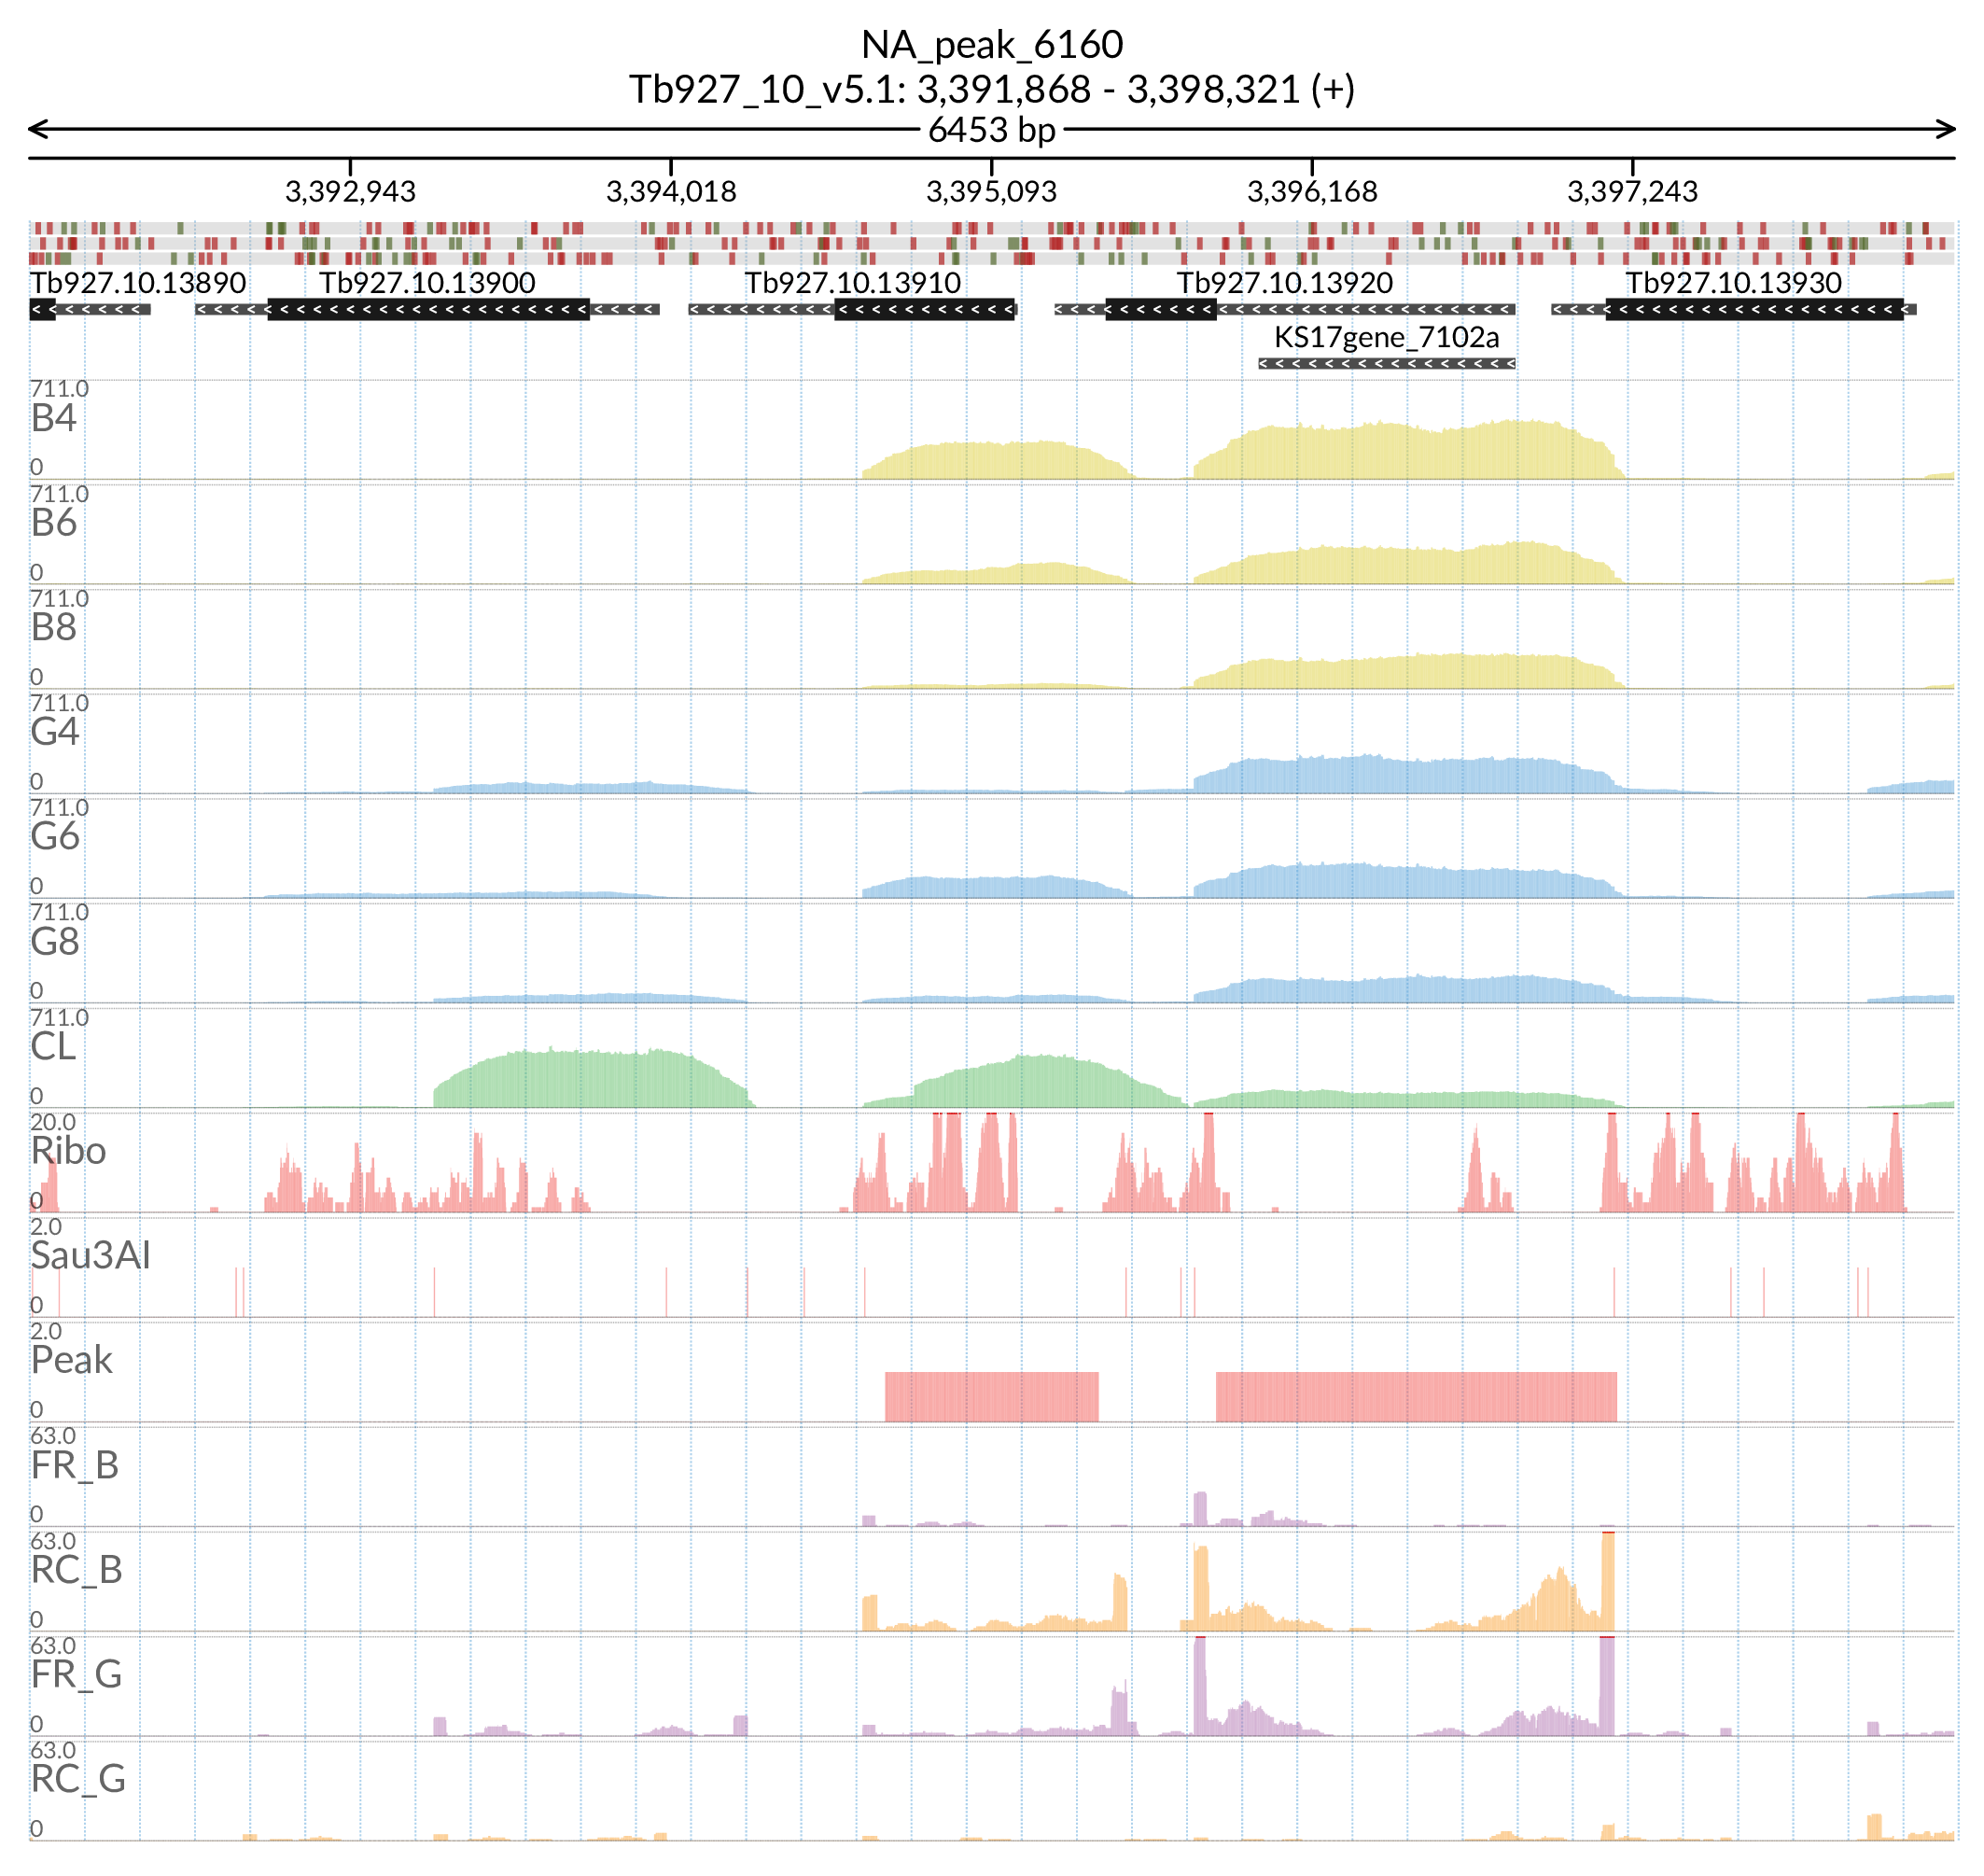 NA_peak_6160
Tb927_10_v5.1: 3,391,868 - 3,398,321 (+)
6453 bp
3,392,943 3,394,018 3,395,093 3,396,168 3,397,243
Tb927.10.13890 Tb927.10.13900 Tb927.10.13910 Tb927.10.13920 Tb927.10.13930
KS17gene_7102a
711.0
B4
0
711.0
B6
0
711.0
B8
0
711.0
G4
0
711.0
G6
0
711.0
G8
0
711.0
CL
0
20.0
Ribo
0
2.0
Sau3AI
0
2.0
Peak
0
63.0
FR_B
0
63.0
RC_B
0
63.0
FR_G
0
63.0
RC_G
0